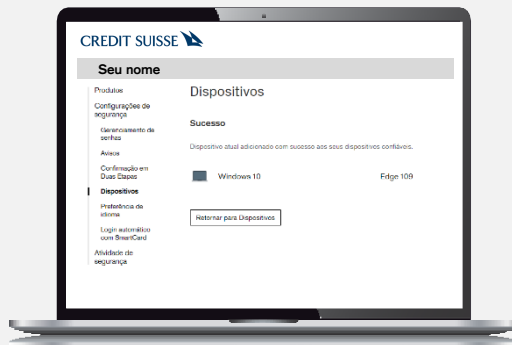 CREDIT SUISSE
Seu nome
Produtos
Configurações de
segurança
Gerenciamento de
senhas
Avisos
Confirmação em
Duas Etapas
Dispositivos
Preferência de
idioma
Login automático
com SmartCard
Atividade de
segurança
Dispositivos
Sucesso
Dispositivo atual adicionado com sucesso aos seus dispositivos confiáveis.
Windows 10 Edge 109
Retornar para Dispositivos